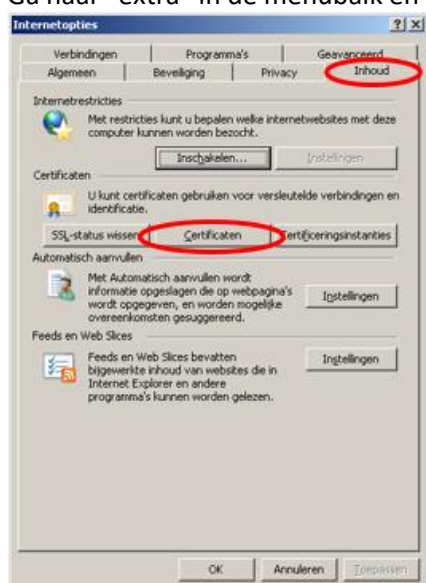 Ga naar "extra" in de menubalk en
Internetopties
Verbindingen Programma's Geavanceerd
Algemeen Beveiliging Privacy Inhoud
Internetrestricties
Met restricties kunt u bepalen welke internetwebsites met deze
computer kunnen worden bezocht.
Inschakelen... Instellingen
Certificaten
U kunt certificaten gebruiken voor versleutelde verbindingen en
identificatie.
SSL-status wissen Certificaten Certificeringsinstanties
Automatisch aanvullen
Met Automatisch aanvullen wordt
informatie opgeslagen die op webpagina's
wordt opgegeven, en worden mogelijke
overeenkomsten gesuggereerd.
Instellingen
Feeds en Web Slices
Feeds en Web Slices bevatten
bijgewerkte inhoud van websites die in
Internet Explorer en andere
programma's kunnen worden gelezen.
Instellingen
OK Annuleren Toepassen